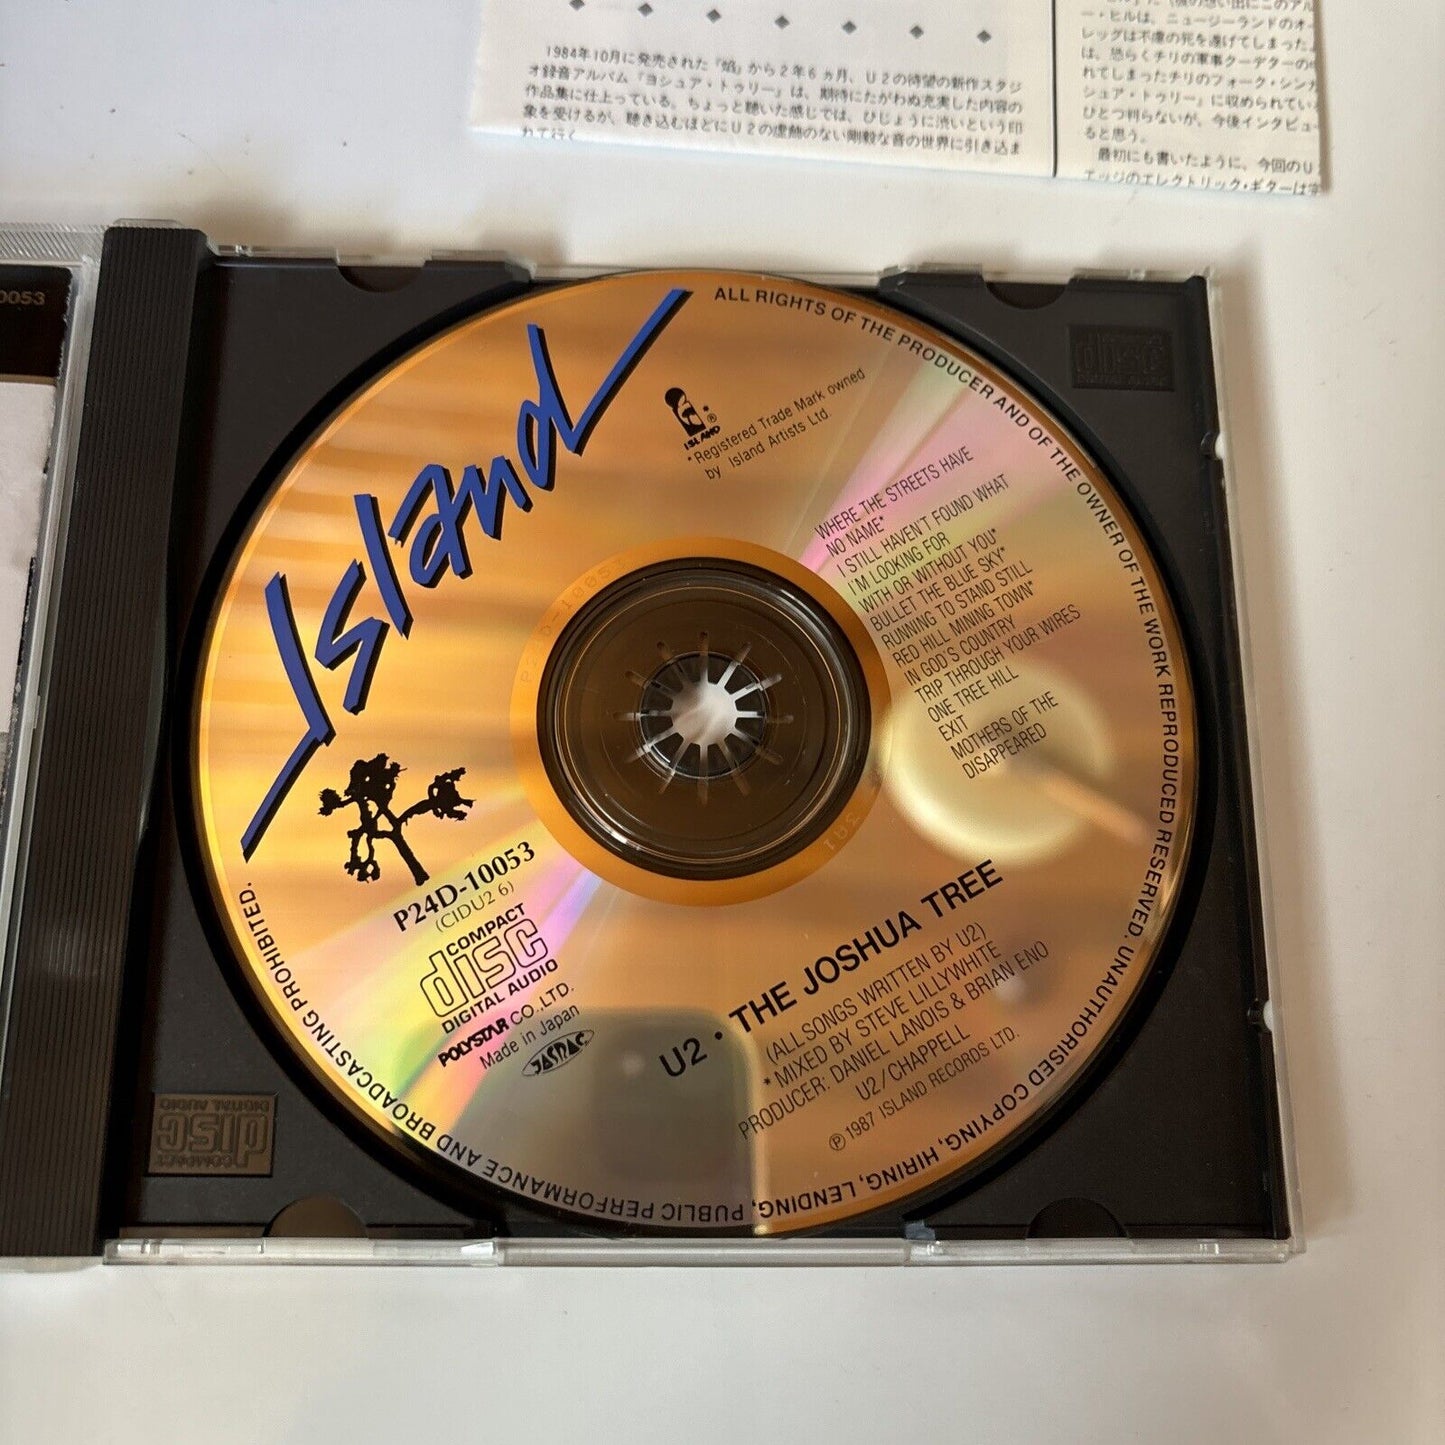 1984年10月に発売された『焔』から2年6ヵ月、U2の待望の新作スタジ
オ録音アルバム『ヨシュア・トゥリー』は、期待にたがわぬ充実した内容の
作品集に仕上っている。ちょっと聴いた感じでは、ひじょうに渋いという印
象を受けるが、聴き込むほどにU2の虚飾のない剛毅な音の世界に引き込ま
れて行く
ー・ヒルは、ニュージーランドのオー
レッグは不慮の死を遂げてしまった。
は、恐らくチリの軍事クーデターの
れてしまったチリのフォーク・シンガ
シュア・トゥリー』に収められてい
ひとつ判らないが、今後インタビュー
ると思う。
最初にも書いたように、今回のU
エッジのエレクトリック・ギターは
0053
Island
ISLAND
®
*Registered Trade Mark owned
by Island Artists Ltd.
ALL RIGHTS OF THE PRODUCER AND OF THE OWNER OF THE WORK REPRODUCED RESERVED. UNAUTHORISED COPYING, HIRING, LENDING, PUBLIC PERFORMANCE AND BROADCASTING PROHIBITED.
WHERE THE STREETS HAVE
NO NAME*
I STILL HAVEN'T FOUND WHAT
I'M LOOKING FOR
WITH OR WITHOUT YOU*
BULLET THE BLUE SKY*
RUNNING TO STAND STILL
RED HILL MINING TOWN*
IN GOD'S COUNTRY
TRIP THROUGH YOUR WIRES
ONE TREE HILL
EXIT
MOTHERS OF THE
DISAPPEARED
P24D-10053
3A1
P24D-10053
(CIDU2 6)
COMPACT
disc
DIGITAL AUDIO
POLYSTAR CO., LTD.
Made in Japan
JASRAC
U2 • THE JOSHUA TREE
(ALL SONGS WRITTEN BY U2)
*MIXED BY STEVE LILLYWHITE
PRODUCER: DANIEL LANOIS & BRIAN ENO
U2/CHAPPELL
℗ 1987 ISLAND RECORDS LTD.
disc
COMPACT
disc
DIGITAL AUDIO